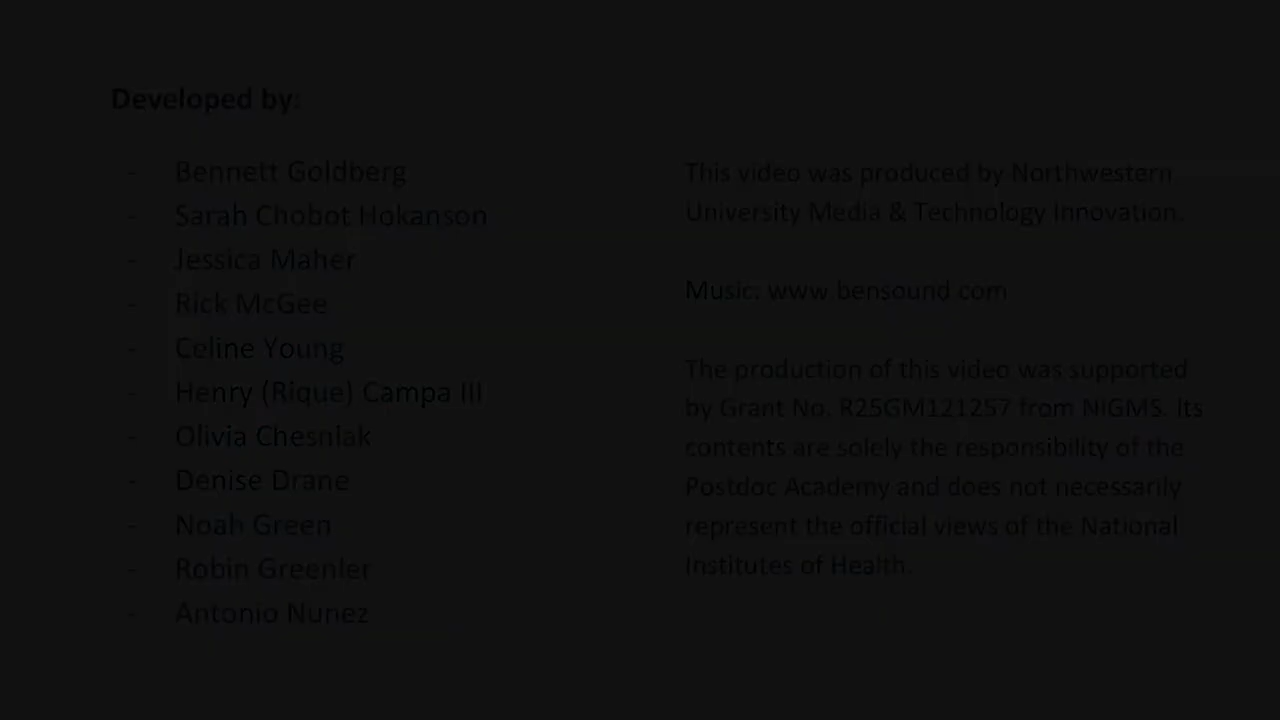 Developed by:
- Bennett Goldberg
- Sarah Chobot Hokanson
- Jessica Maher
- Rick McGee
- Celine Young
- Henry (Rique) Campa III
- Olivia Chesniak
- Denise Drane
- Noah Green
- Robin Greenler
- Antonio Nunez
This video was produced by Northwestern
University Media & Technology Innovation.
Music: www.bensound.com
The production of this video was supported
by Grant No. R25GM121257 from NIGMS. Its
contents are solely the responsibility of the
Postdoc Academy and does not necessarily
represent the official views of the National
Institutes of Health.